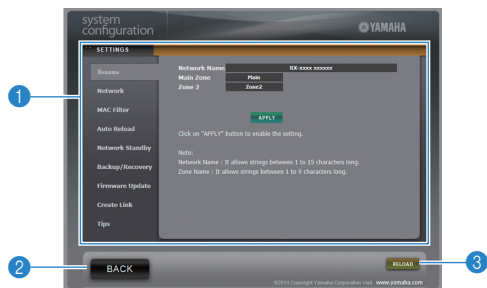 system
configuration
YAMAHA
SETTINGS
Rename
Network
MAC Filter
Auto Reload
Network Standby
Backup/Recovery
Firmware Update
Create Link
Tips
Network Name RX-xxxx xxxxxx
Main Zone Main
Zone 2 Zone2
APPLY
Click on "APPLY" button to enable the setting.
Note:
Network Name : It allows strings between 1 to 15 characters long.
Zone Name : It allows strings between 1 to 9 characters long.
1
2
BACK
RELOAD
3
©2014 Copyright Yamaha Corporation Visit www.yamaha.com